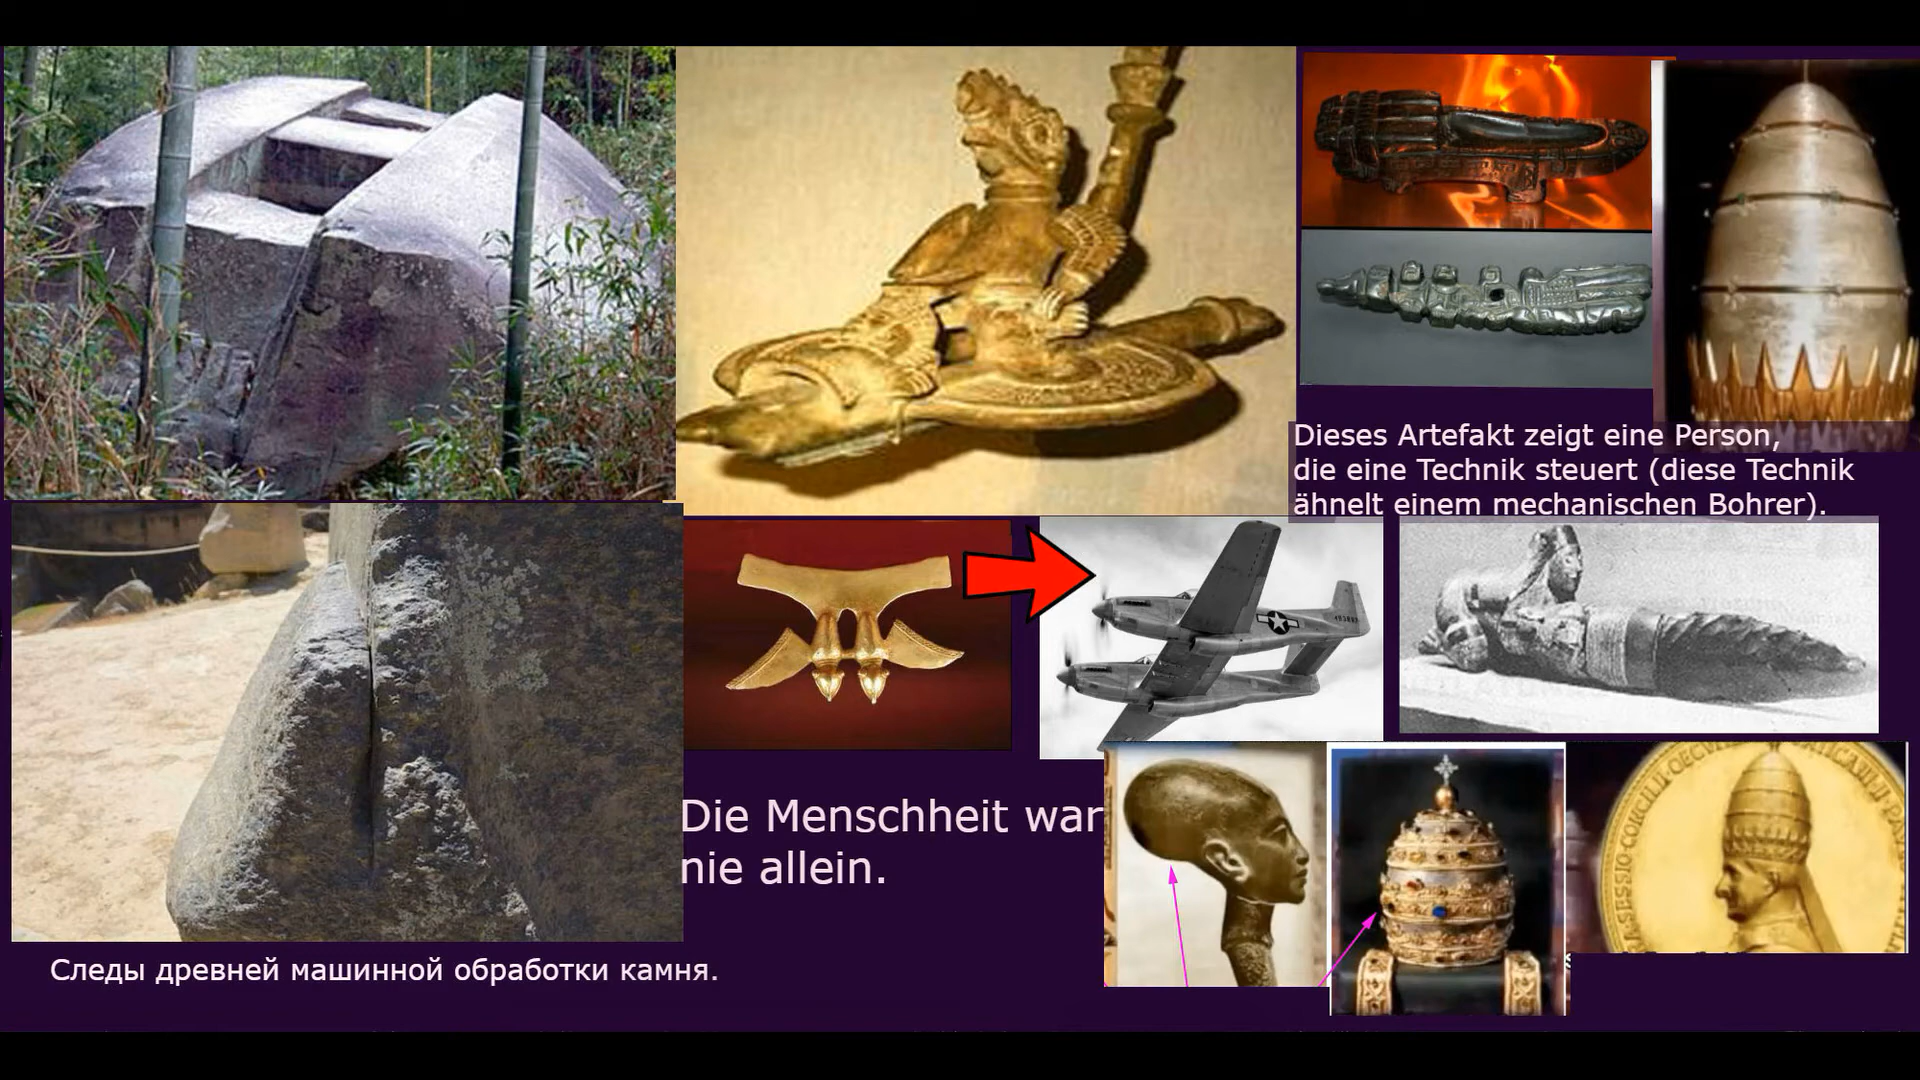 Dieses Artefakt zeigt eine Person,
die eine Technik steuert (diese Technik
ähnelt einem mechanischen Bohrer).
Die Menschheit war
nie allein.
Следы древней машинной обработки камня.